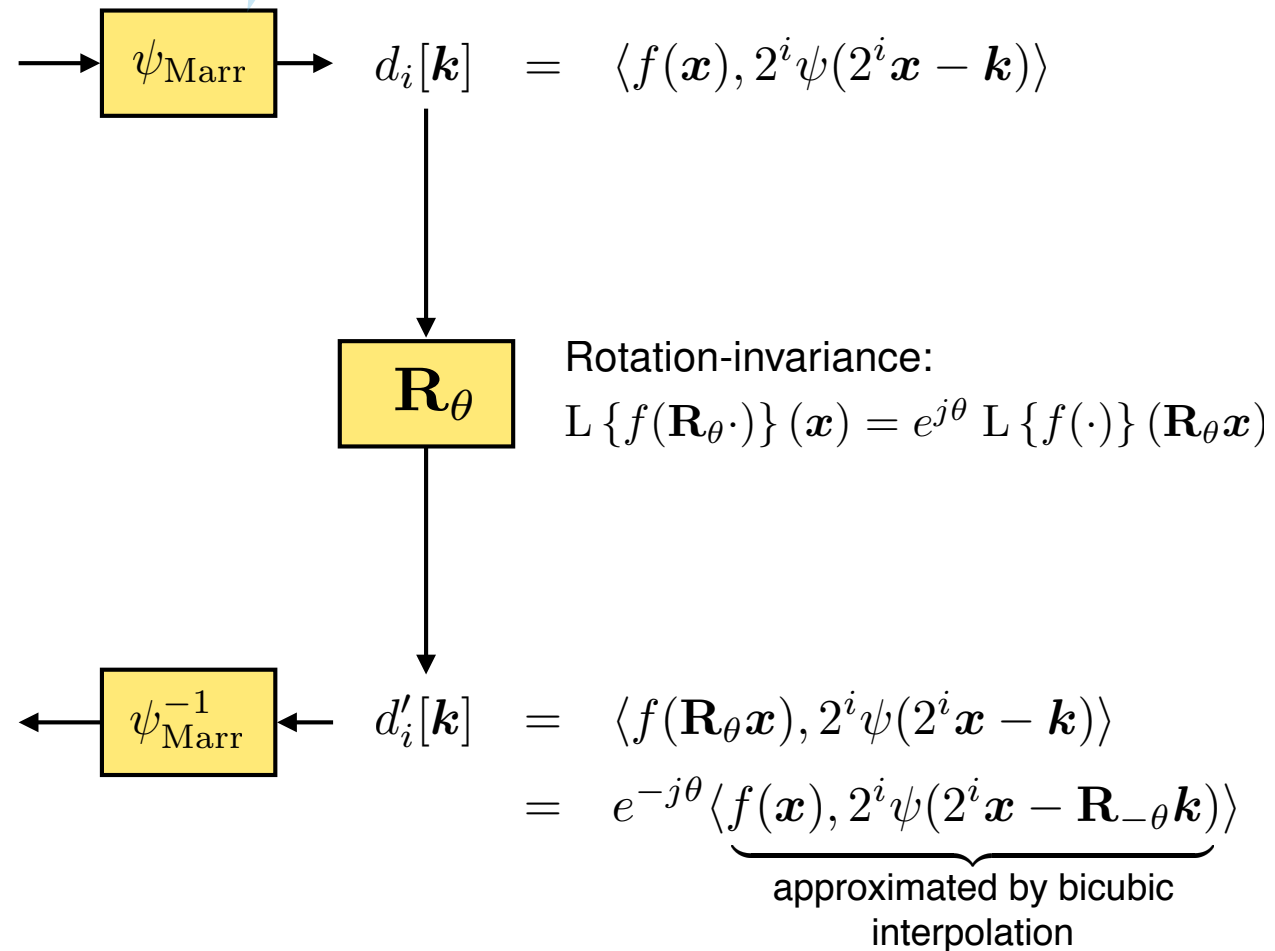 ψ_Marr d_i[k] = ⟨f(x), 2^i ψ(2^i x − k)⟩
R_θ
Rotation-invariance:
L {f(R_θ·)} (x) = e^{jθ} L {f(·)} (R_θ x)
ψ_Marr^{-1} d′_i[k] = ⟨f(R_θ x), 2^i ψ(2^i x − k)⟩
= e^{−jθ} ⟨f(x), 2^i ψ(2^i x − R_{−θ} k)⟩
approximated by bicubic
interpolation